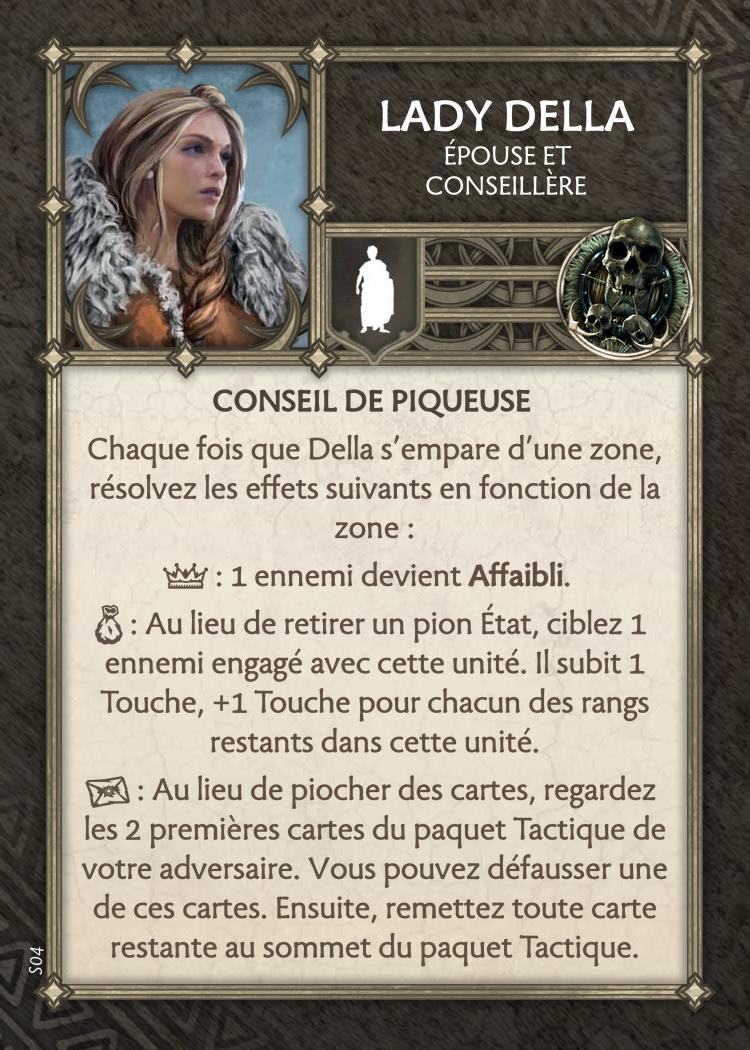 LADY DELLA
ÉPOUSE ET
CONSEILLÈRE
CONSEIL DE PIQUEUSE
Chaque fois que Della s’empare d’une zone,
résolvez les effets suivants en fonction de la
zone :
: 1 ennemi devient Affaibli.
: Au lieu de retirer un pion État, ciblez 1
ennemi engagé avec cette unité. Il subit 1
Touche, +1 Touche pour chacun des rangs
restants dans cette unité.
: Au lieu de piocher des cartes, regardez
les 2 premières cartes du paquet Tactique de
votre adversaire. Vous pouvez défausser une
de ces cartes. Ensuite, remettez toute carte
restante au sommet du paquet Tactique.
S04